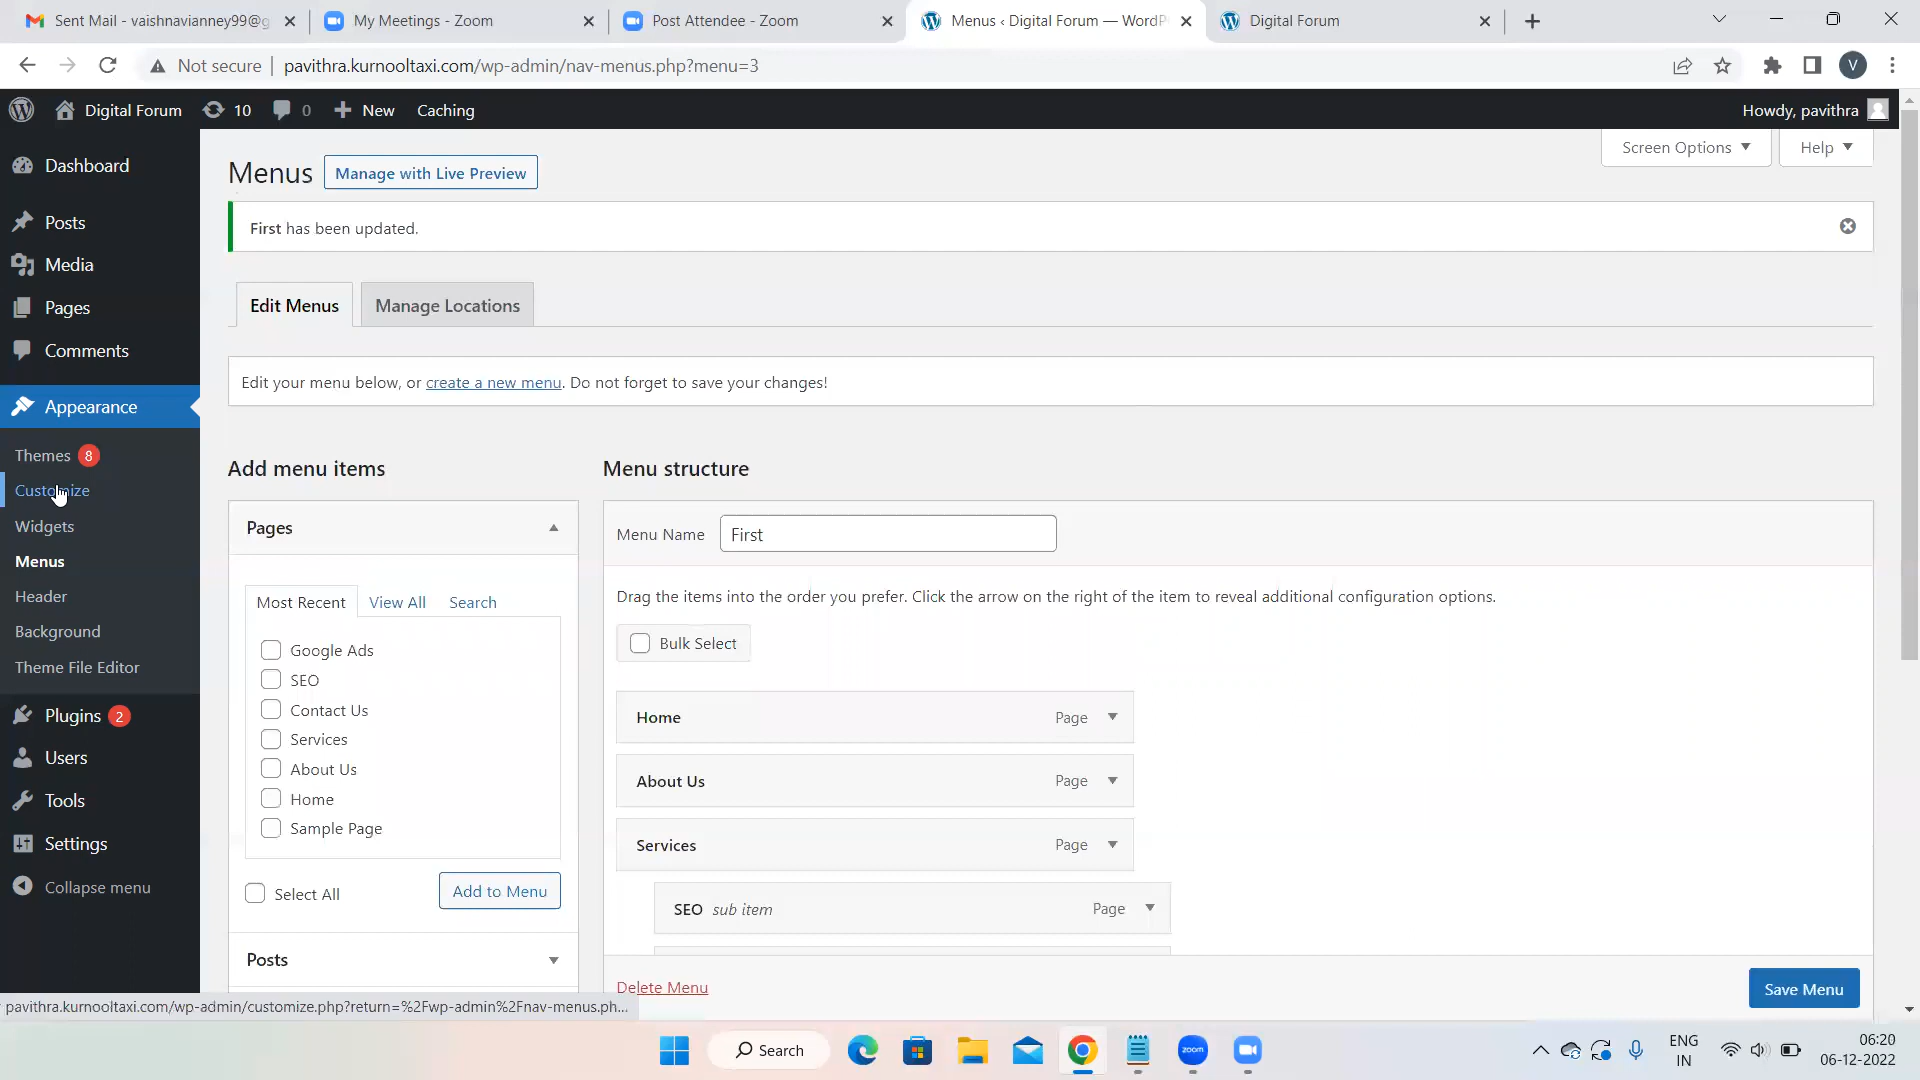 Sent Mail - vaishnavianney99@g
My Meetings - Zoom
Post Attendee - Zoom
Menus ‹ Digital Forum — WordP
Digital Forum
Not secure
pavithra.kurnooltaxi.com/wp-admin/nav-menus.php?menu=3
V
Digital Forum
10
0
New
Caching
Howdy, pavithra
Dashboard
Posts
Media
Pages
Comments
Appearance
Themes 8
Customize
Widgets
Menus
Header
Background
Theme File Editor
Plugins 2
Users
Tools
Settings
Collapse menu
Screen Options
Help
Menus
Manage with Live Preview
First has been updated.
Edit Menus
Manage Locations
Edit your menu below, or create a new menu. Do not forget to save your changes!
Add menu items
Pages
Most Recent
View All
Search
Google Ads
SEO
Contact Us
Services
About Us
Home
Sample Page
Select All
Add to Menu
Posts
Menu structure
Menu Name
First
Drag the items into the order you prefer. Click the arrow on the right of the item to reveal additional configuration options.
Bulk Select
Home
Page
About Us
Page
Services
Page
SEO sub item
Page
Delete Menu
Save Menu
pavithra.kurnooltaxi.com/wp-admin/customize.php?return=%2Fwp-admin%2Fnav-menus.ph...
Search
zoom
ENG
IN
06:20
06-12-2022